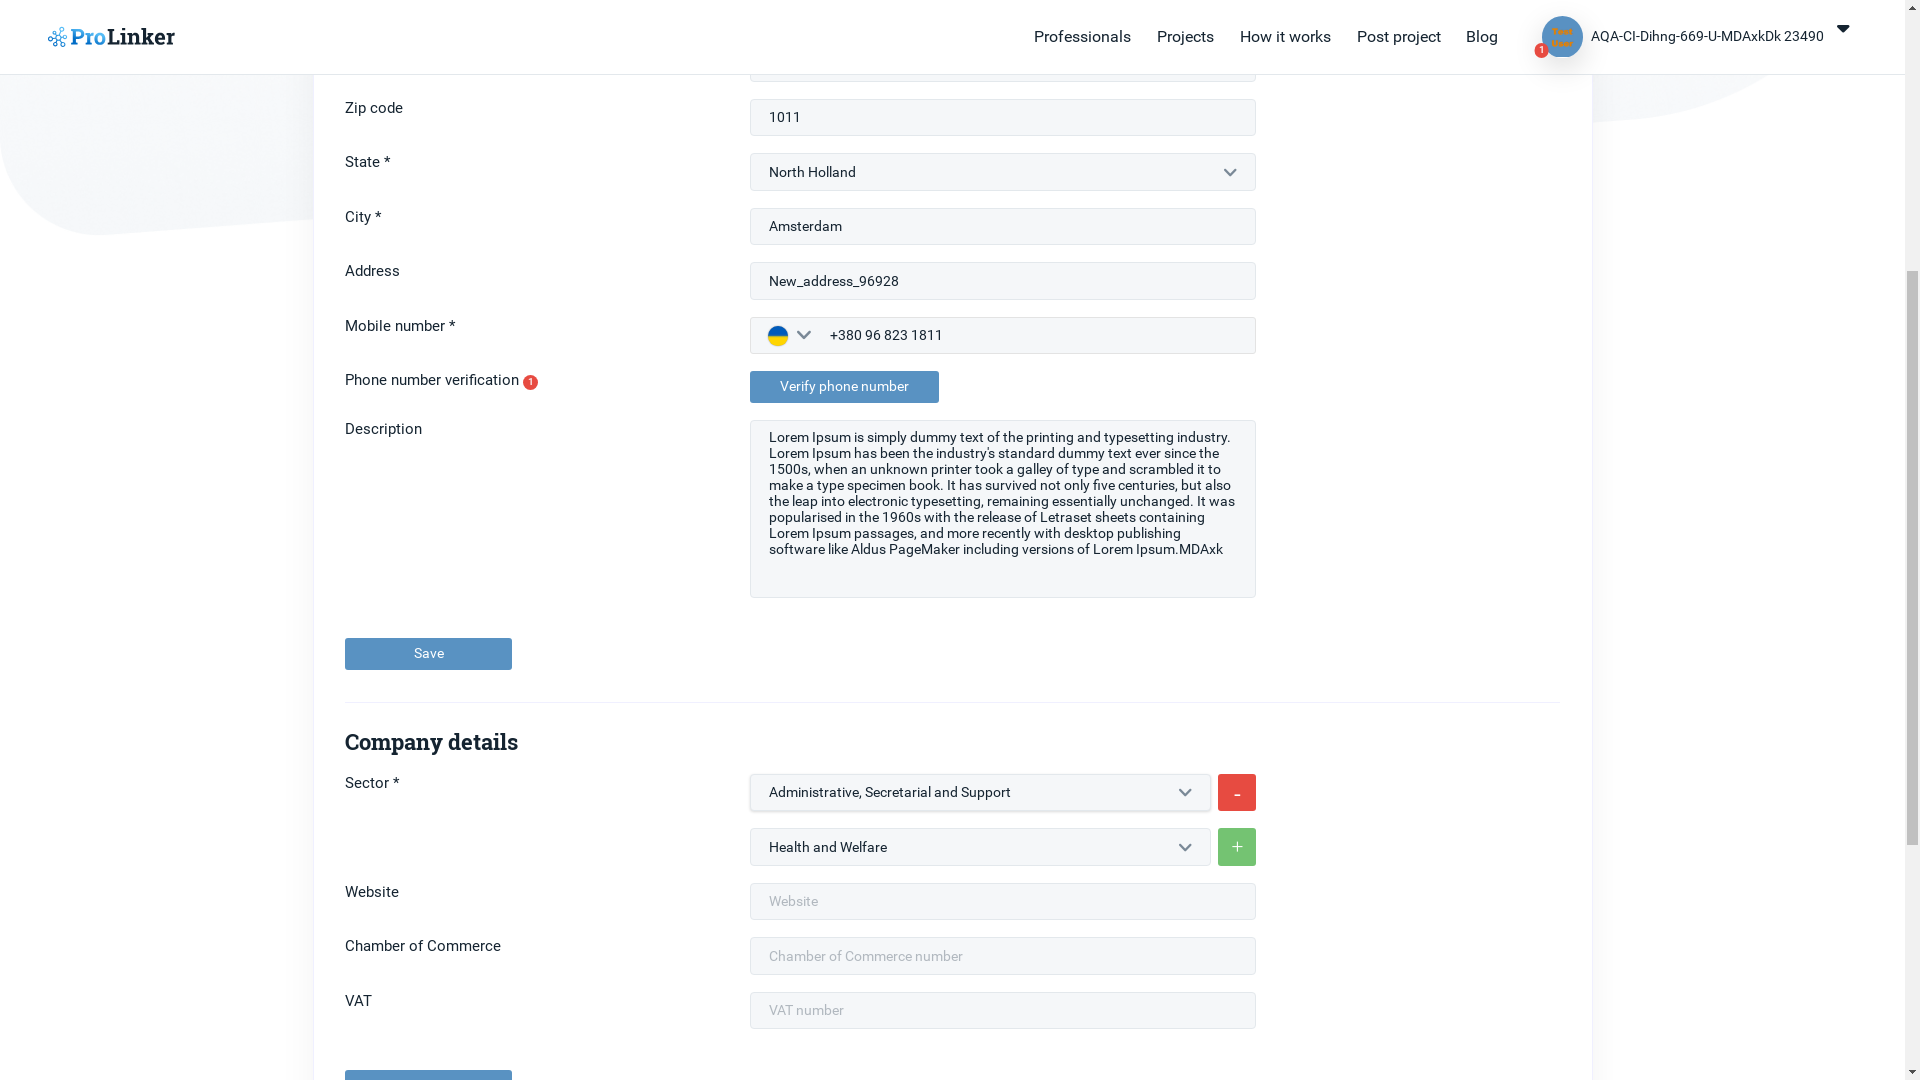 ProLinker
Professionals
Projects
How it works
Post project
Blog
Test
User
1
AQA-CI-Dihng-669-U-MDAxkDk 23490
Zip code
1011
State *
North Holland
City *
Amsterdam
Address
New_address_96928
Mobile number *
+380 96 823 1811
Phone number verification 1
Verify phone number
Description
Lorem Ipsum is simply dummy text of the printing and typesetting industry.
Lorem Ipsum has been the industry's standard dummy text ever since the
1500s, when an unknown printer took a galley of type and scrambled it to
make a type specimen book. It has survived not only five centuries, but also
the leap into electronic typesetting, remaining essentially unchanged. It was
popularised in the 1960s with the release of Letraset sheets containing
Lorem Ipsum passages, and more recently with desktop publishing
software like Aldus PageMaker including versions of Lorem Ipsum.MDAxk
Save
Company details
Sector *
Administrative, Secretarial and Support
-
Health and Welfare
+
Website
Website
Chamber of Commerce
Chamber of Commerce number
VAT
VAT number